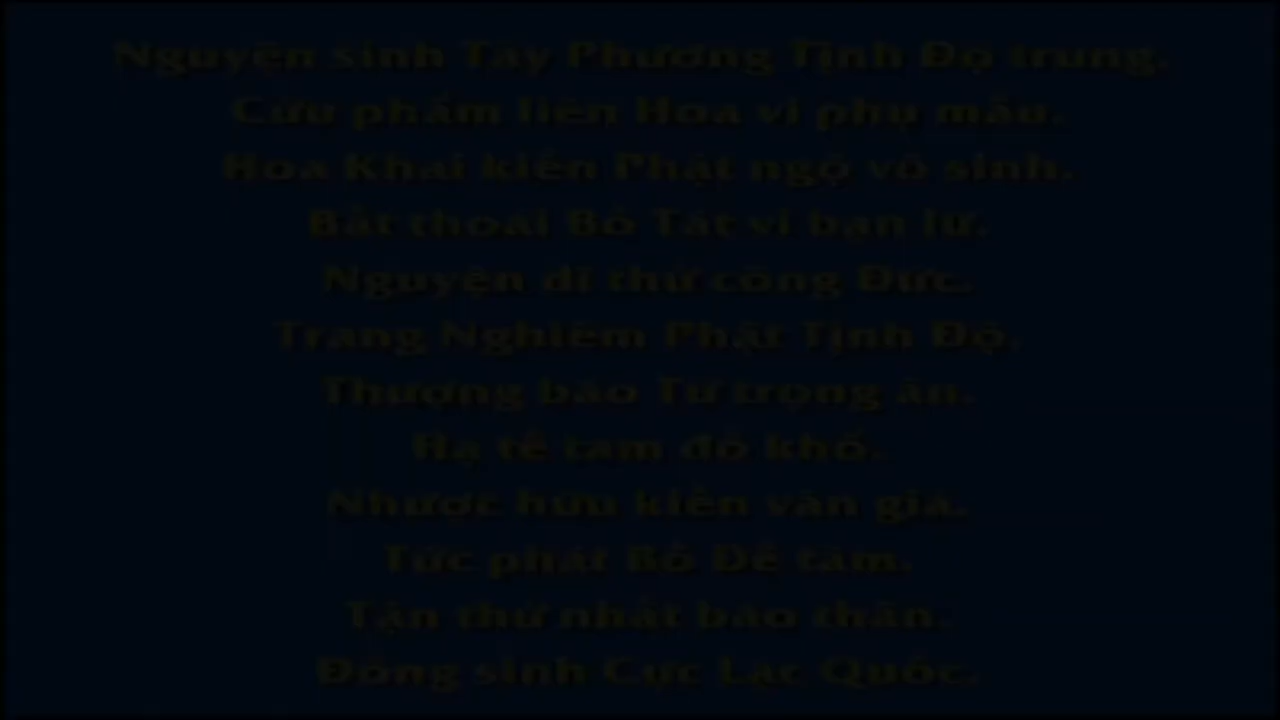 Nguyện sinh Tây Phương Tịnh Độ trung.
Cửu phẩm liên Hoa vi phụ mẫu.
Hoa Khai kiến Phật ngộ vô sinh.
Bất thoái Bồ Tát vi bạn lữ.
Nguyện dĩ thử công Đức.
Trang Nghiêm Phật Tịnh Độ.
Thượng báo Tứ trọng ân.
Hạ tế tam đồ khổ.
Nhược hữu kiến văn giả.
Tức phát Bồ Đề tâm.
Tận thử nhất báo thân.
Đồng sinh Cực Lạc Quốc.